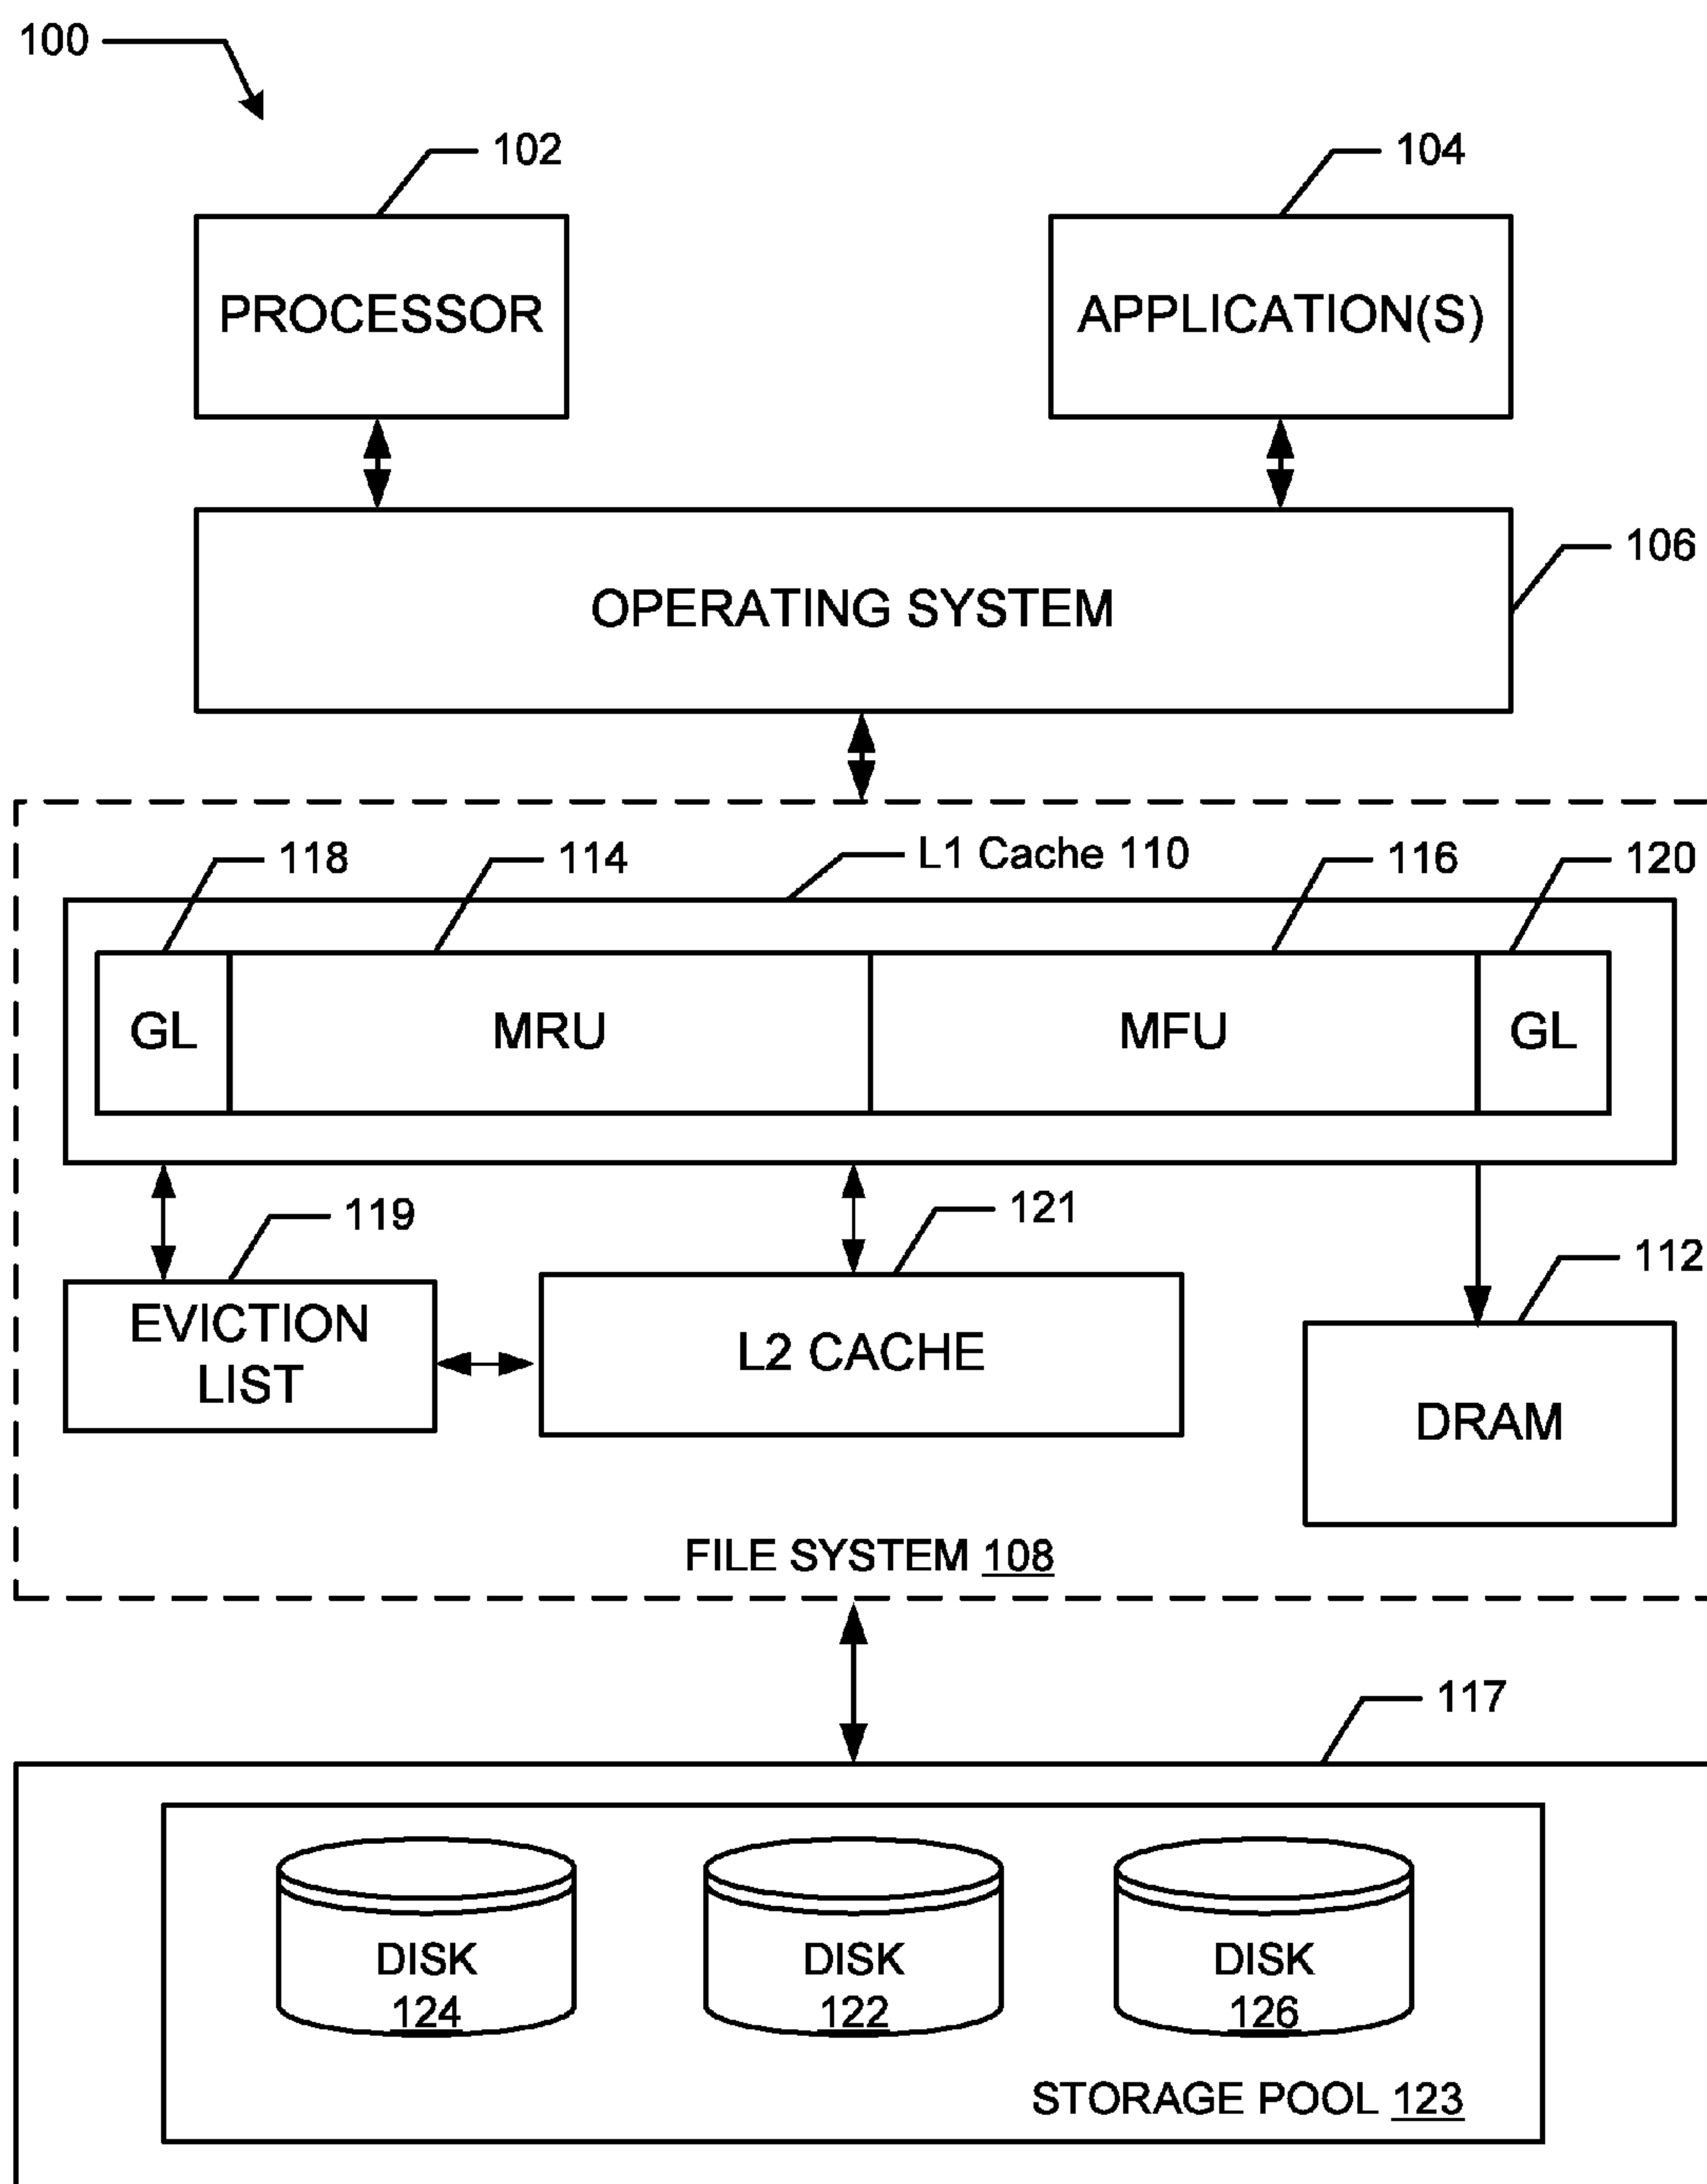 100
102
104
PROCESSOR
APPLICATION(S)
106
OPERATING SYSTEM
118
114
L1 Cache 110
116
120
GL
MRU
MFU
GL
119
121
112
EVICTION
LIST
L2 CACHE
DRAM
FILE SYSTEM 108
117
DISK
124
DISK
122
DISK
126
STORAGE POOL 123